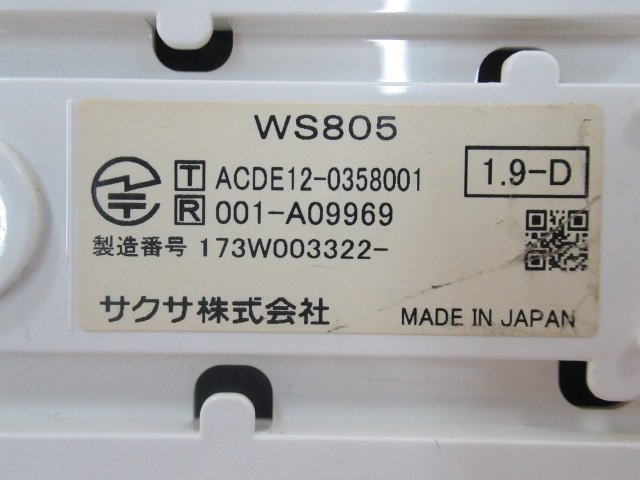 WS805
T ACDE12-0358001
1.9-D
R 001-A09969
製造番号 173W003322-
サクサ株式会社
MADE IN JAPAN